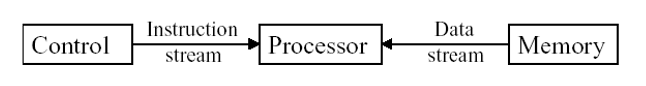 Control
Instruction
stream
Processor
Data
stream
Memory